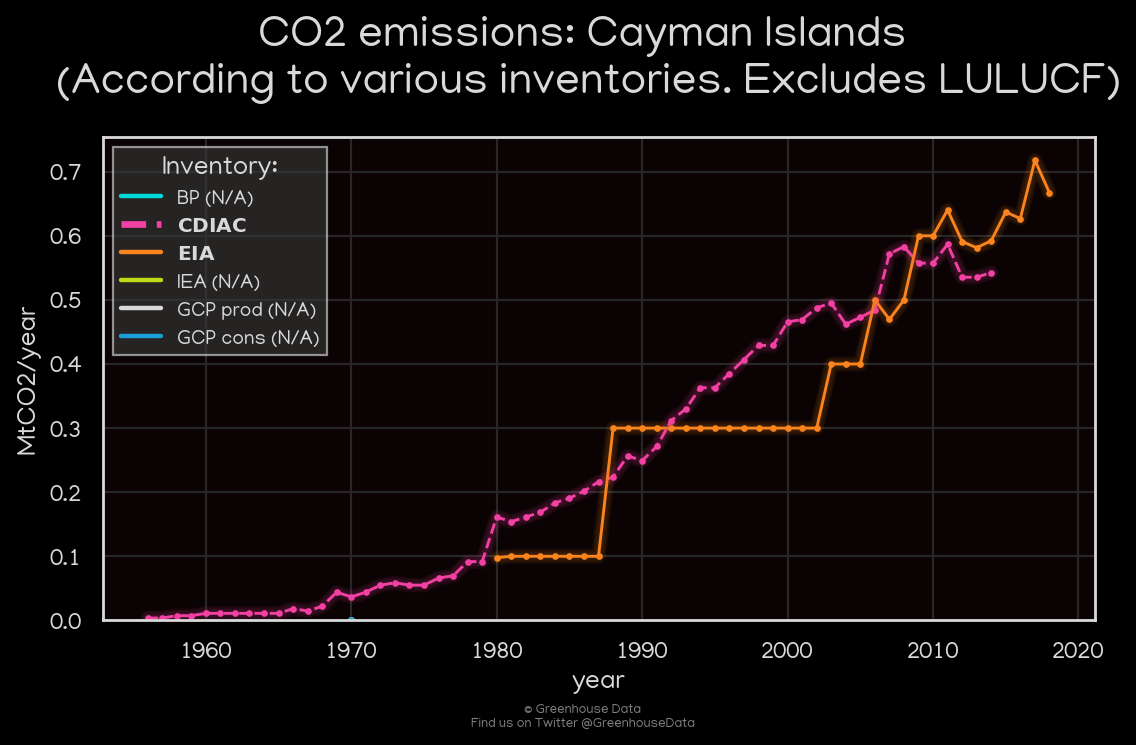 CO2 emissions: Cayman Islands
(According to various inventories. Excludes LULUCF)
Inventory:
BP (N/A)
CDIAC
EIA
IEA (N/A)
GCP prod (N/A)
GCP cons (N/A)
MtCO2/year
0.7
0.6
0.5
0.4
0.3
0.2
0.1
0.0
1960 1970 1980 1990 2000 2010 2020
year
© Greenhouse Data
Find us on Twitter @GreenhouseData